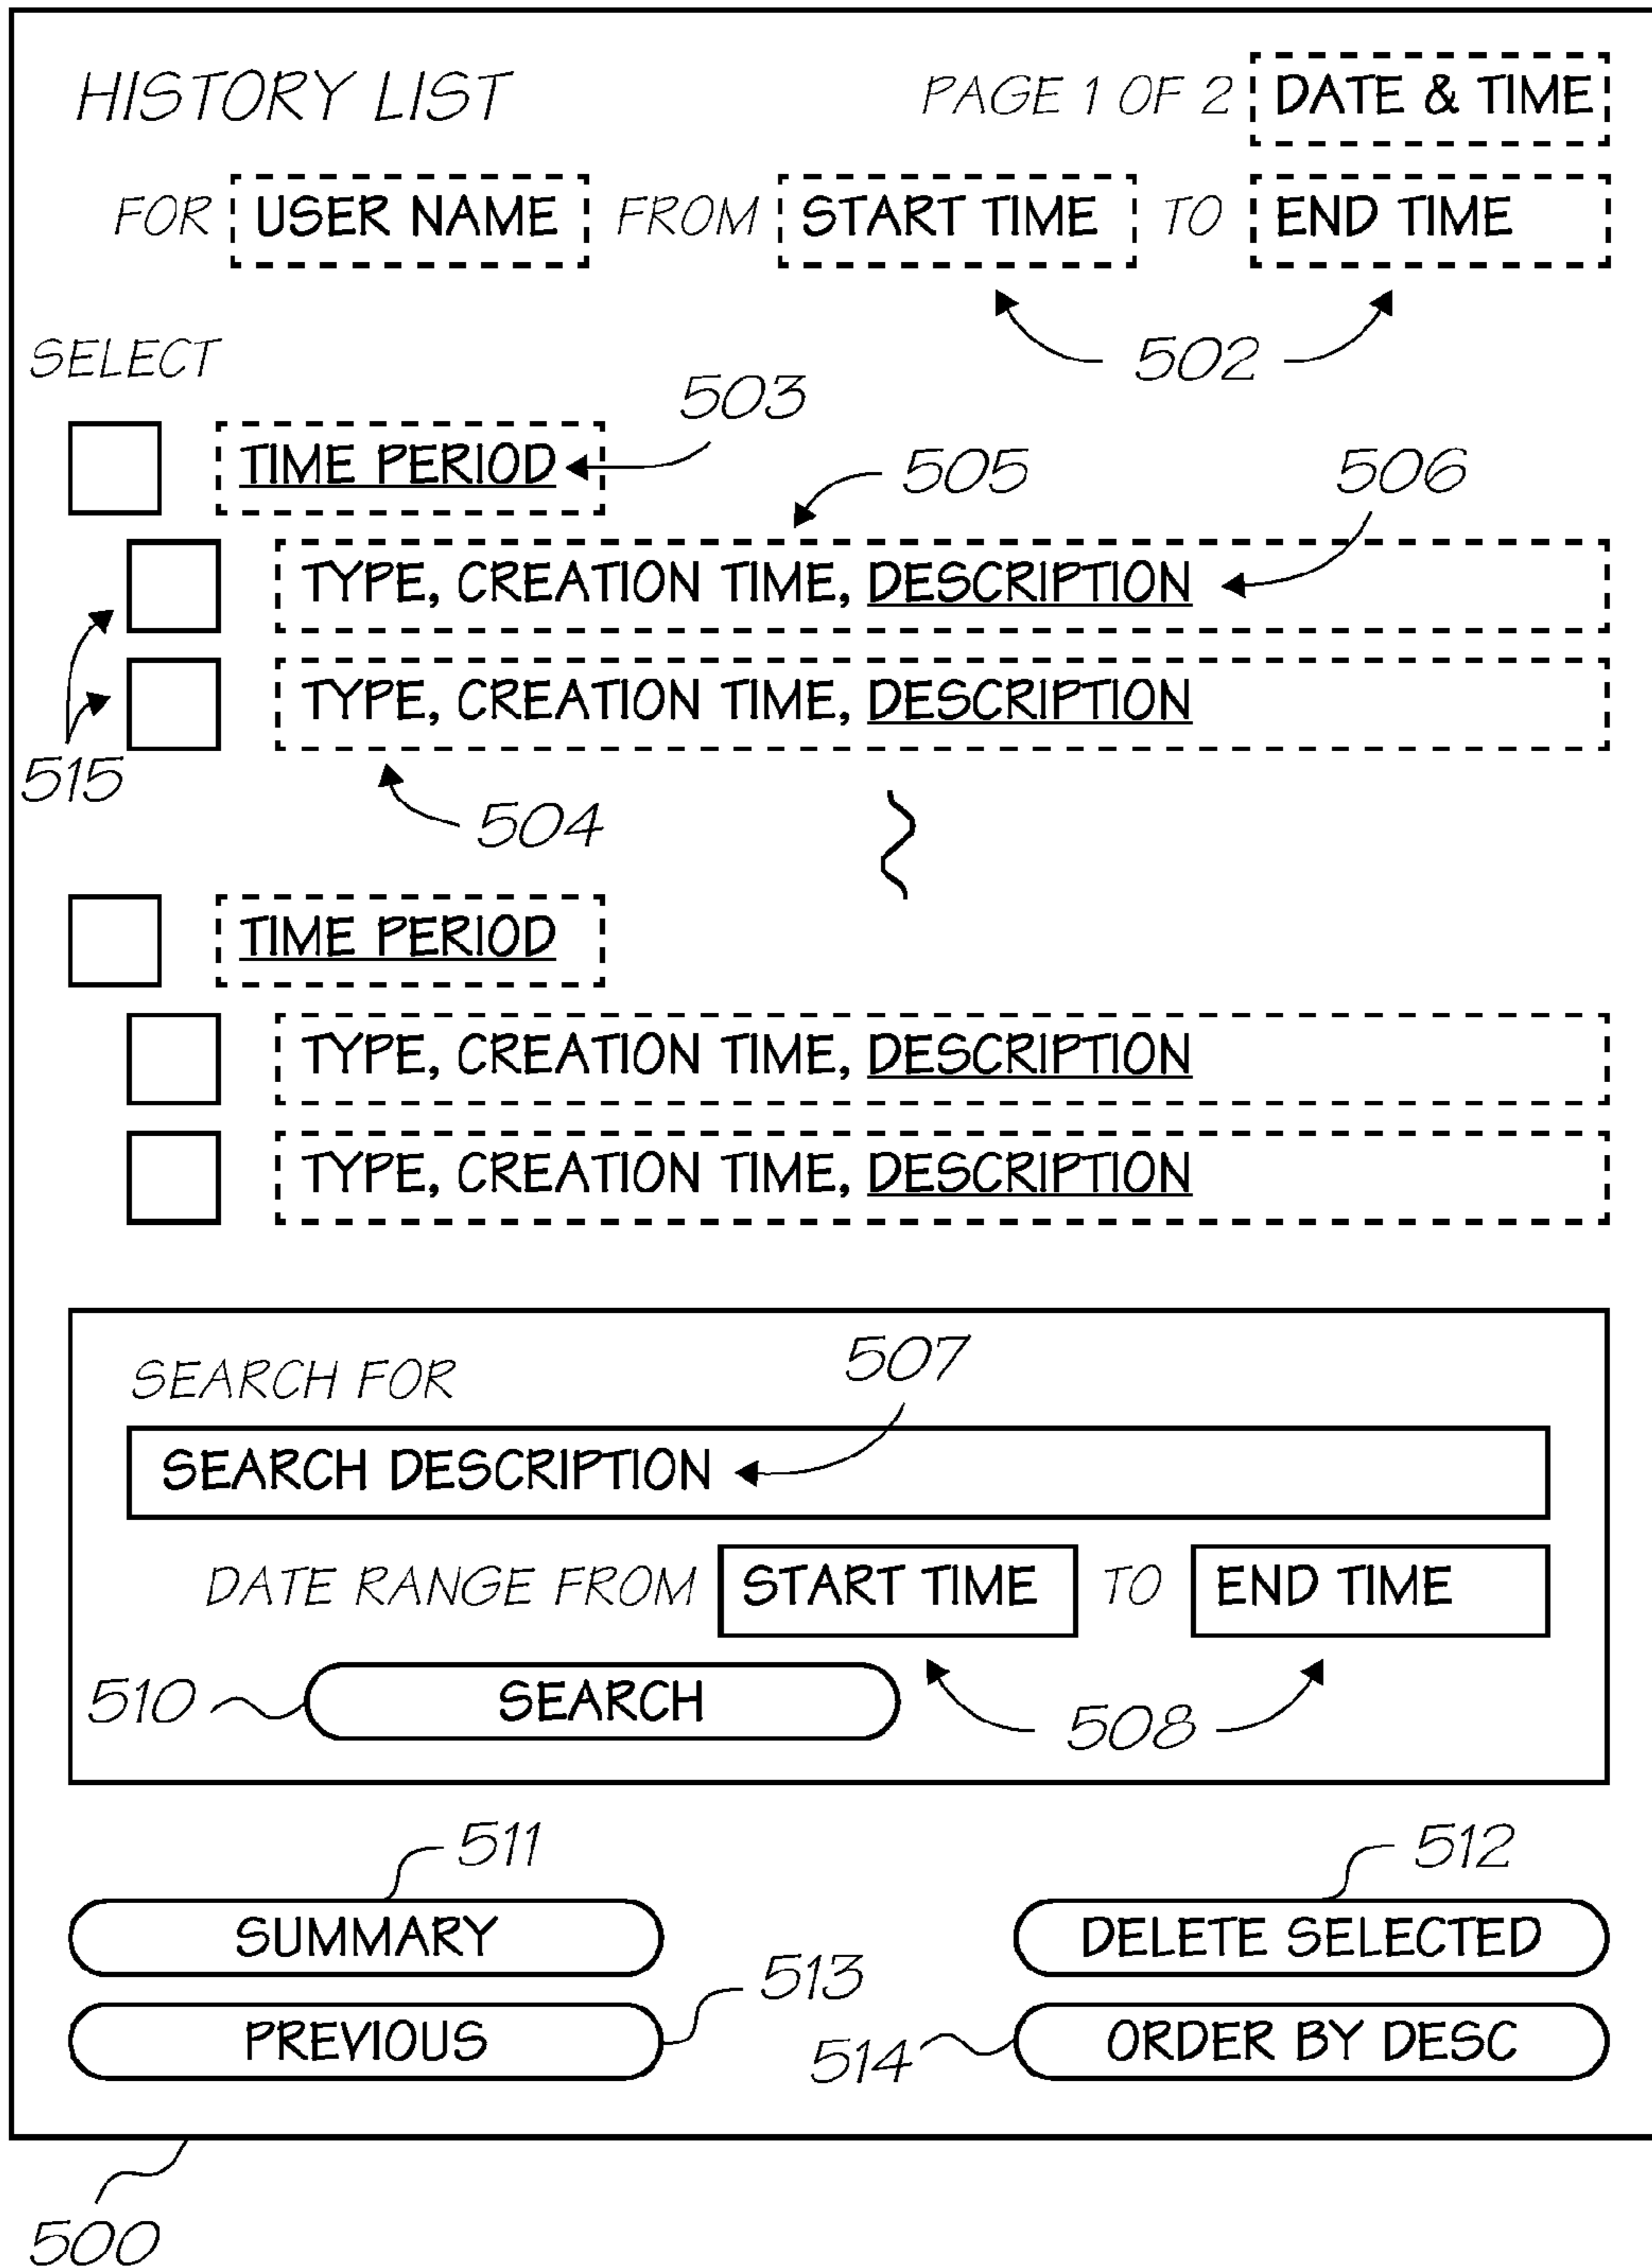 HISTORY LIST PAGE 1 OF 2 DATE & TIME
FOR USER NAME FROM START TIME TO END TIME
502
SELECT
503
TIME PERIOD
505 506
TYPE, CREATION TIME, DESCRIPTION
TYPE, CREATION TIME, DESCRIPTION
515
504
TIME PERIOD
TYPE, CREATION TIME, DESCRIPTION
TYPE, CREATION TIME, DESCRIPTION
507
SEARCH FOR
SEARCH DESCRIPTION
DATE RANGE FROM START TIME TO END TIME
510 SEARCH 508
511 512
SUMMARY DELETE SELECTED
513
PREVIOUS 514 ORDER BY DESC
500